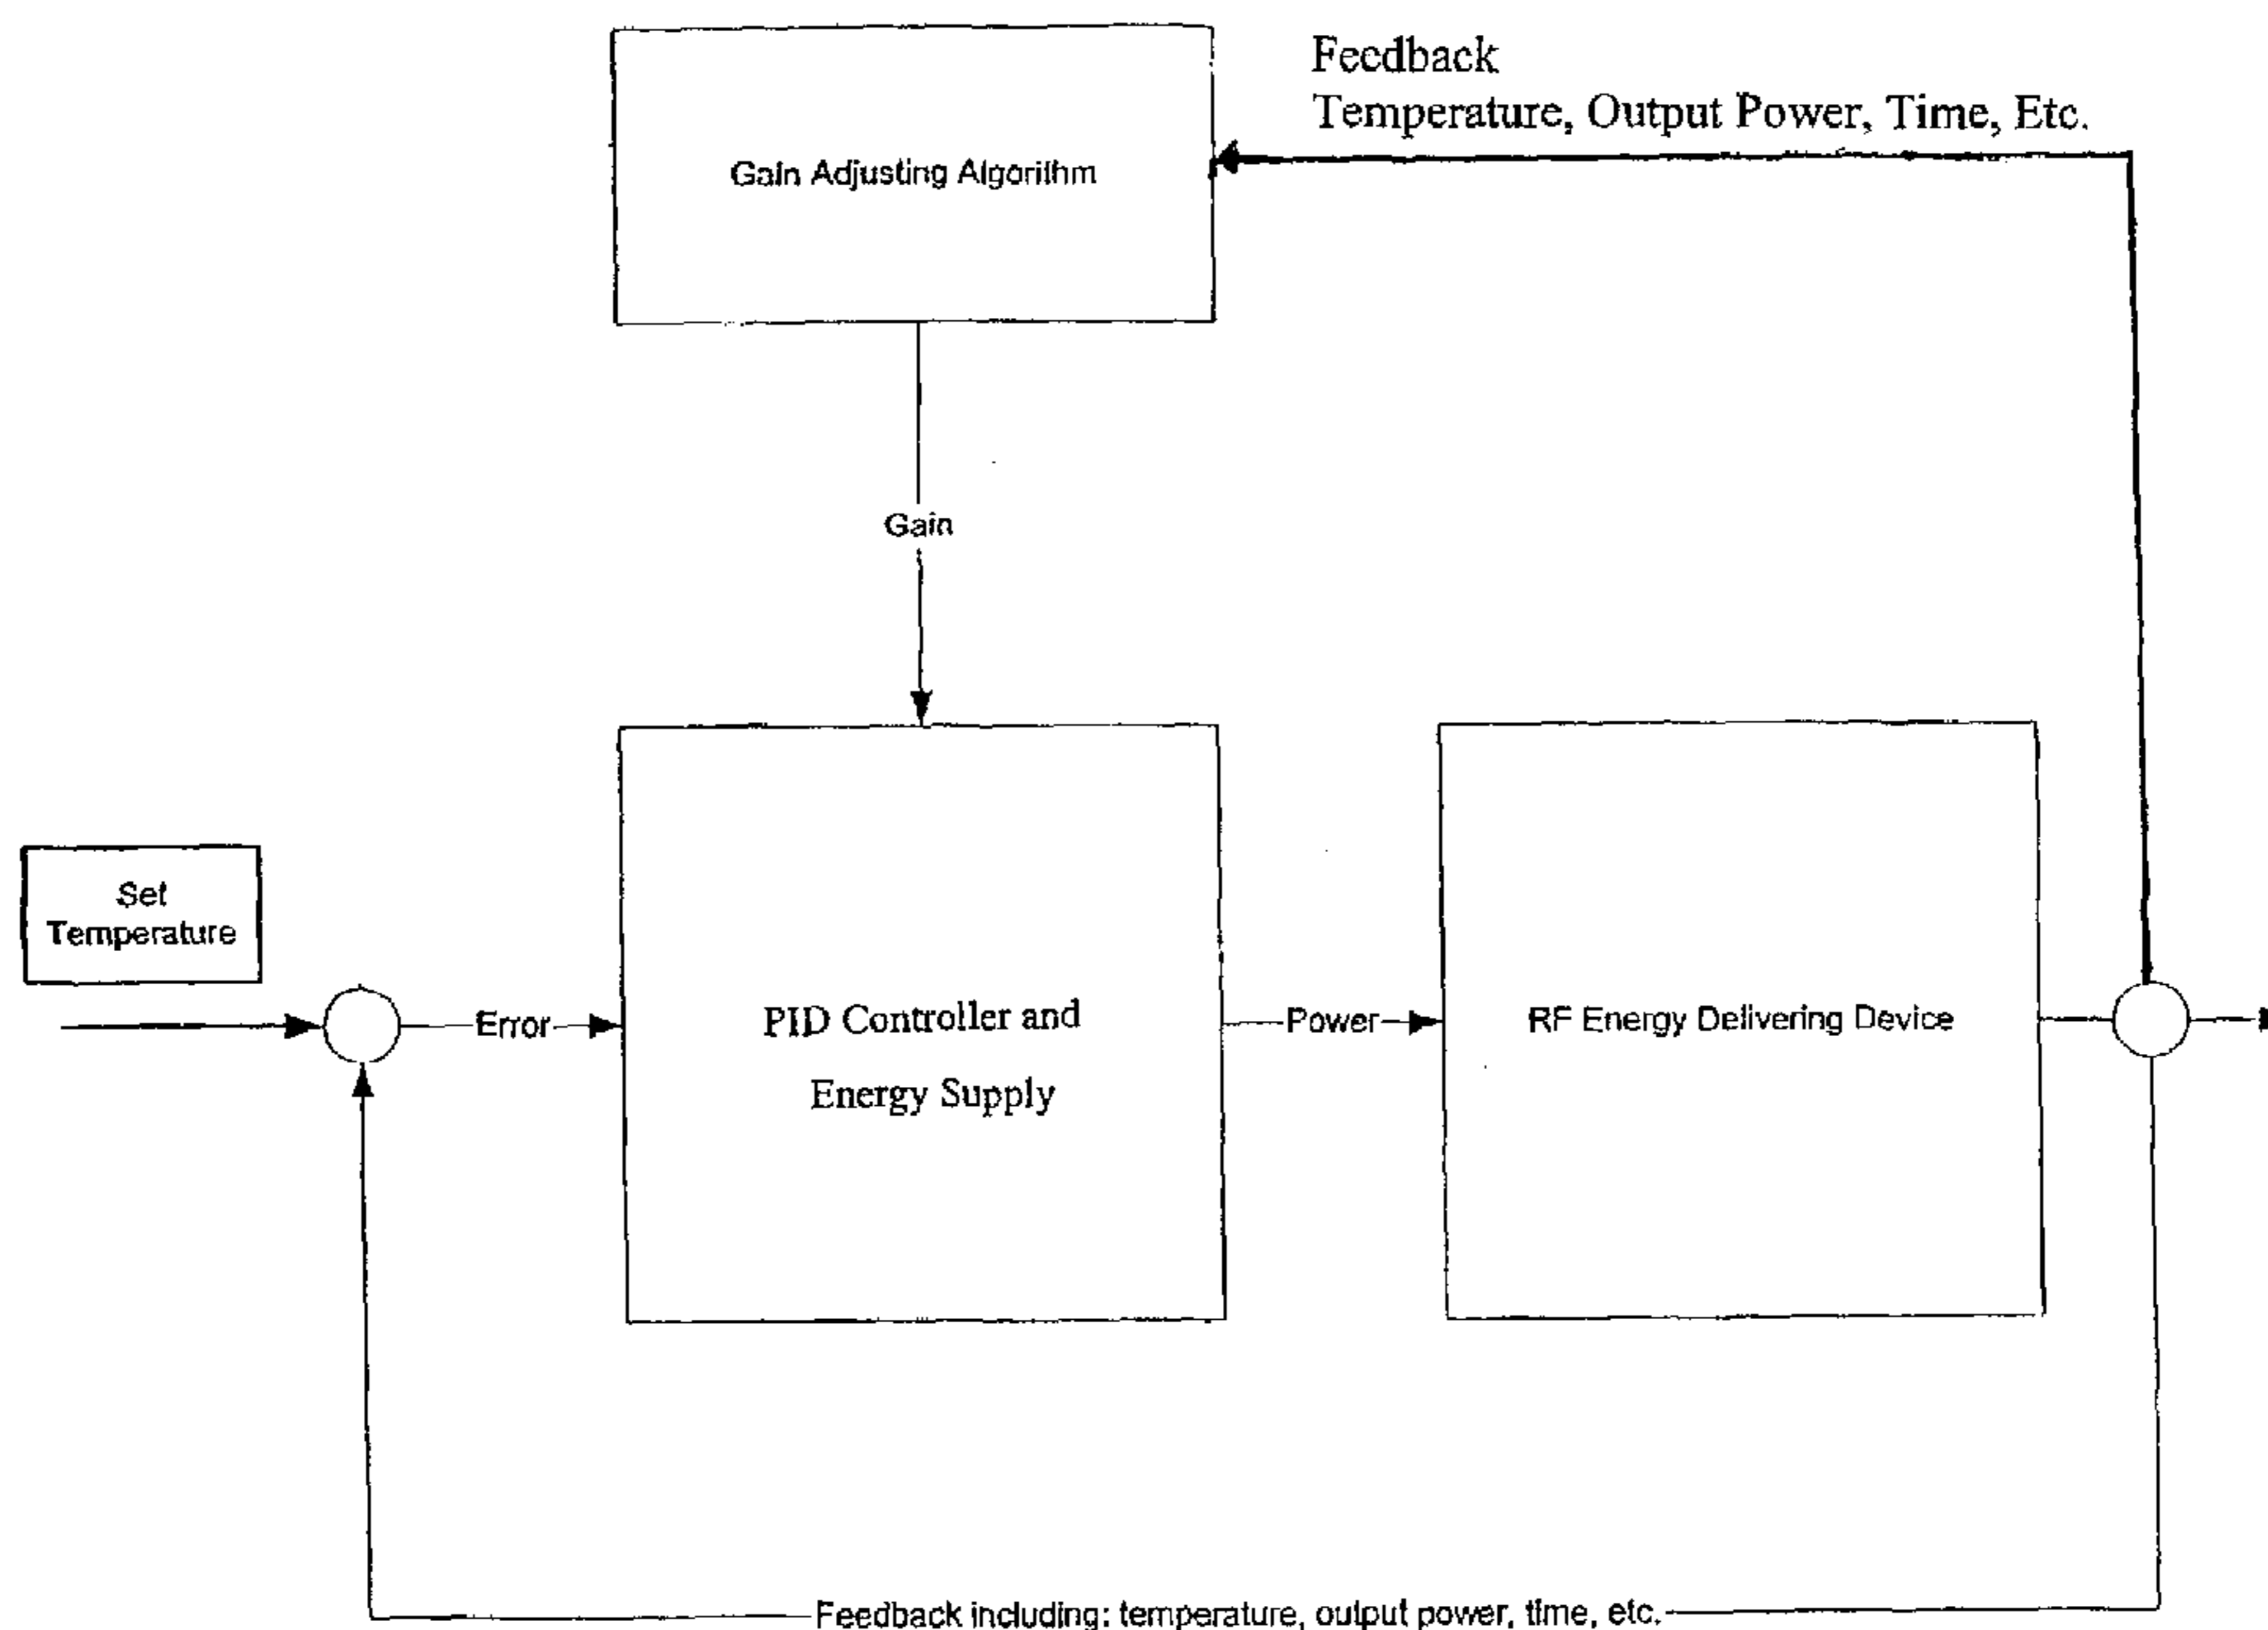 Feedback
Temperature, Output Power, Time, Etc.
Gain Adjusting Algorithm
Gain
Set
Temperature
Error
PID Controller and
Energy Supply
Power
RF Energy Delivering Device
Feedback including: temperature, output power, time, etc.